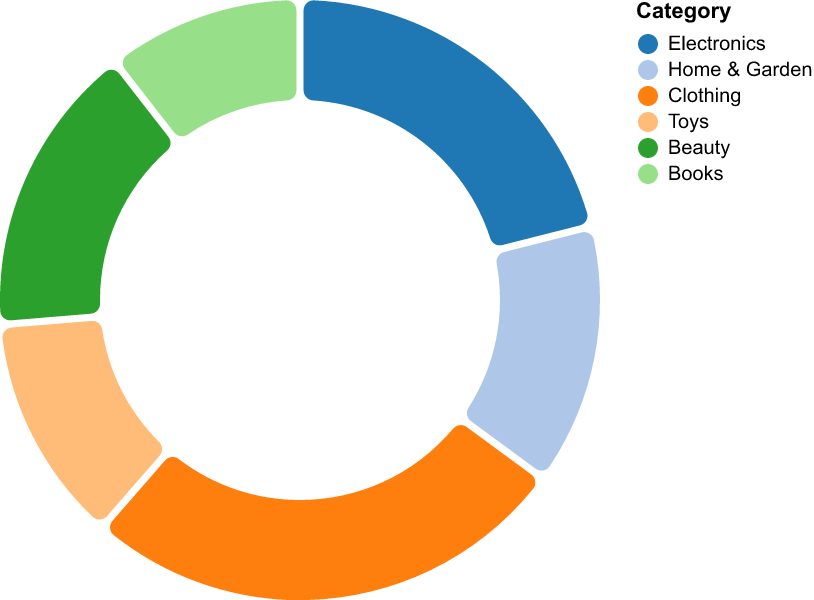 Category
Electronics
Home & Garden
Clothing
Toys
Beauty
Books